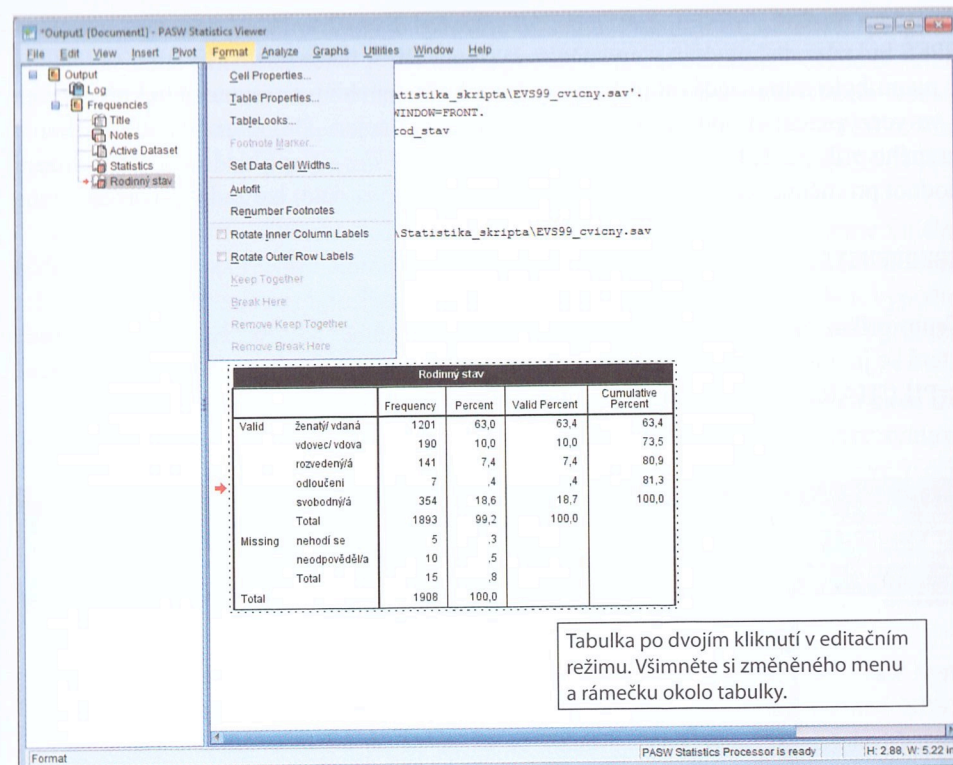 *Output1 [Document1] - PASW Statistics Viewer
File Edit View Insert Pivot Format Analyze Graphs Utilities Window Help
Output
Log
Frequencies
Title
Notes
Active Dataset
Statistics
Rodinný stav
Cell Properties...
Table Properties...
TableLooks...
Footnote Marker...
Set Data Cell Widths...
Autofit
Renumber Footnotes
Rotate Inner Column Labels
Rotate Outer Row Labels
Keep Together
Break Here
Remove Keep Together
Remove Break Here
atistika_skripta\EVS99_cvicny.sav'.
WINDOW=FRONT.
rod_stav
\Statistika_skripta\EVS99_cvicny.sav
Rodinný stav
Frequency Percent Valid Percent Cumulative Percent
Valid ženatý/ vdaná 1201 63,0 63,4 63,4
vdovec/ vdova 190 10,0 10,0 73,5
rozvedený/á 141 7,4 7,4 80,9
odloučeni 7 ,4 ,4 81,3
svobodný/á 354 18,6 18,7 100,0
Total 1893 99,2 100,0
Missing nehodí se 5 ,3
neodpověděl/a 10 ,5
Total 15 ,8
Total 1908 100,0
Tabulka po dvojím kliknutí v editačním
režimu. Všimněte si změněného menu
a rámečku okolo tabulky.
Format
PASW Statistics Processor is ready
H: 2.88, W: 5.22 in